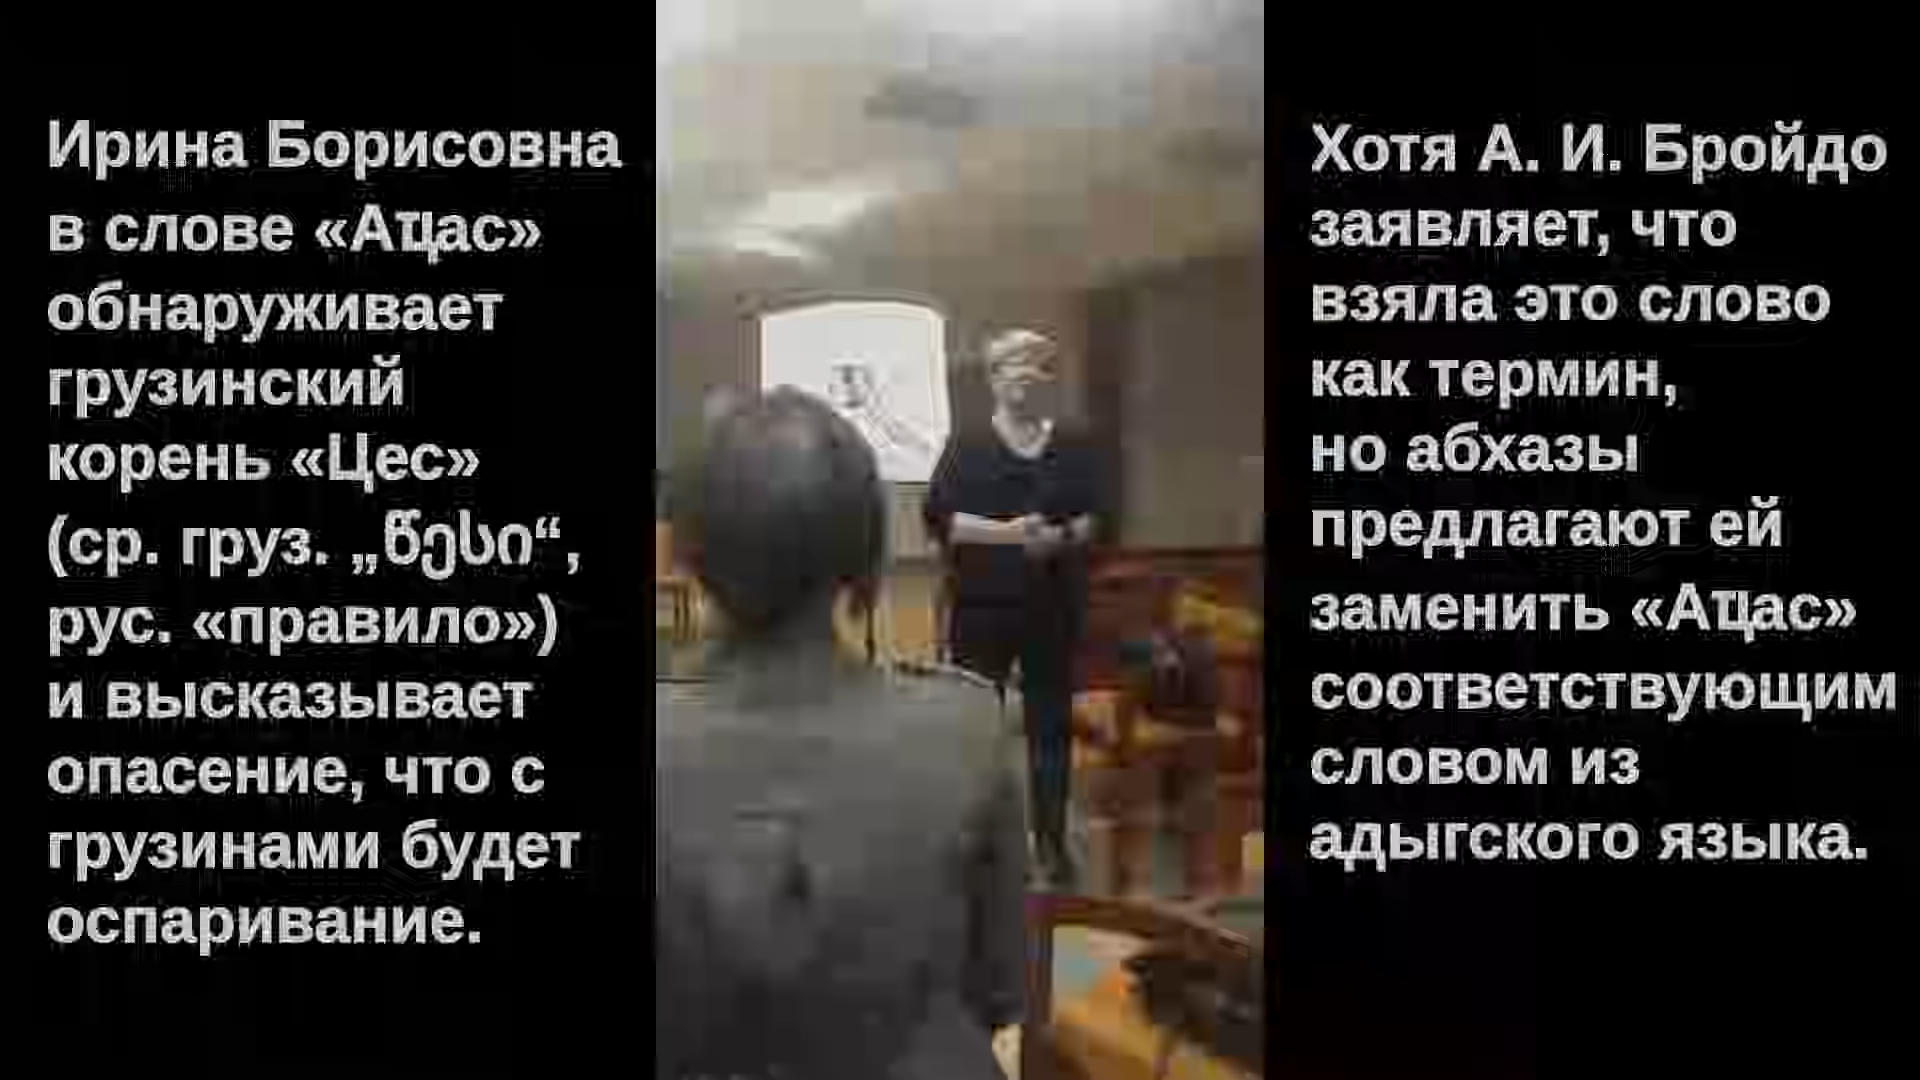 Ирина Борисовна
в слове «Аҵас»
обнаруживает
грузинский
корень «Цес»
(ср. груз. „წესი“,
рус. «правило»)
и высказывает
опасение, что с
грузинами будет
оспаривание.
Хотя А. И. Бройдо
заявляет, что
взяла это слово
как термин,
но абхазы
предлагают ей
заменить «Аҵас»
соответствующим
словом из
адыгского языка.